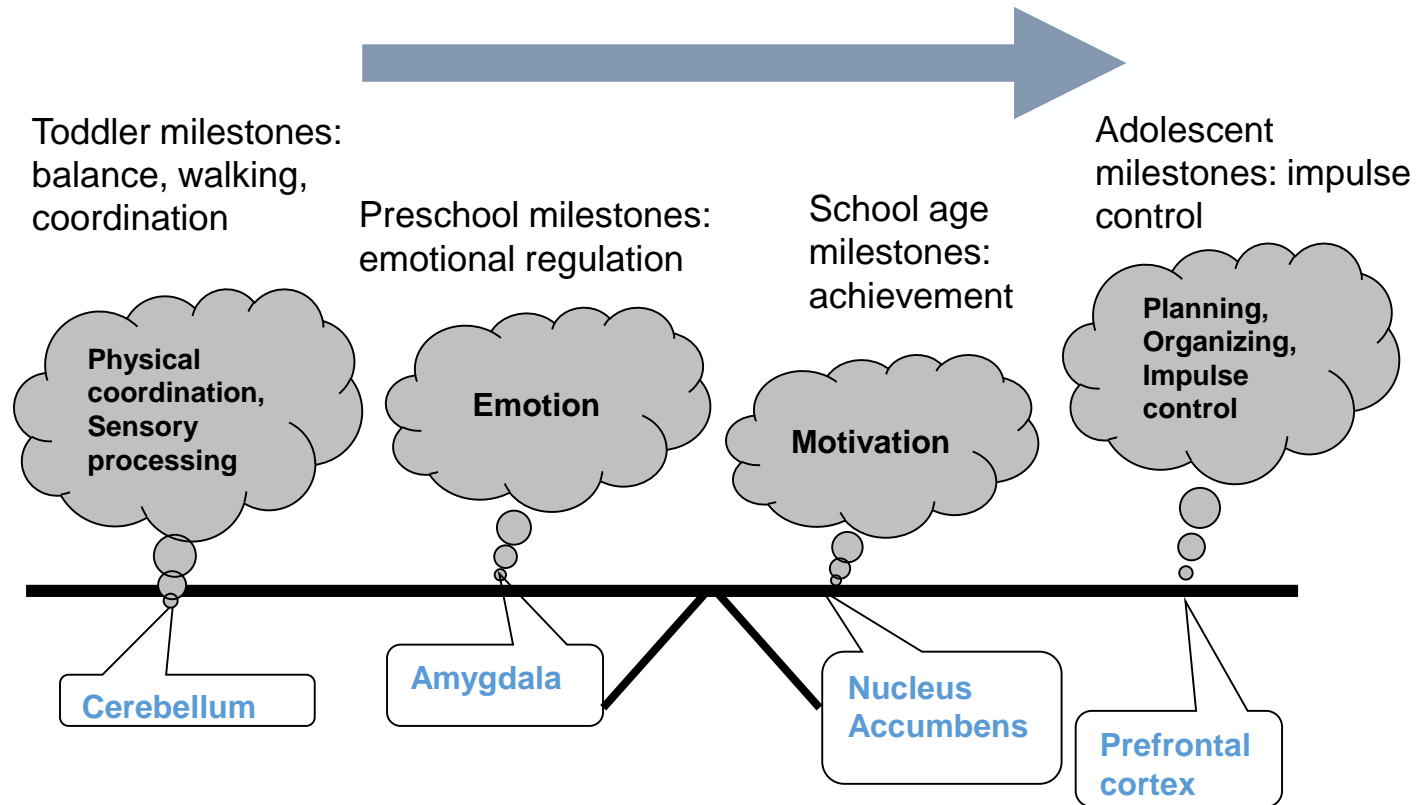 Toddler milestones:
balance, walking,
coordination
Preschool milestones:
emotional regulation
School age
milestones:
achievement
Adolescent
milestones: impulse
control
Physical
coordination,
Sensory
processing
Emotion
Motivation
Planning,
Organizing,
Impulse
control
Cerebellum
Amygdala
Nucleus
Accumbens
Prefrontal
cortex